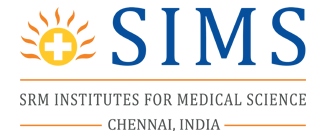 SIMS
SRM INSTITUTES FOR MEDICAL SCIENCE
CHENNAI, INDIA